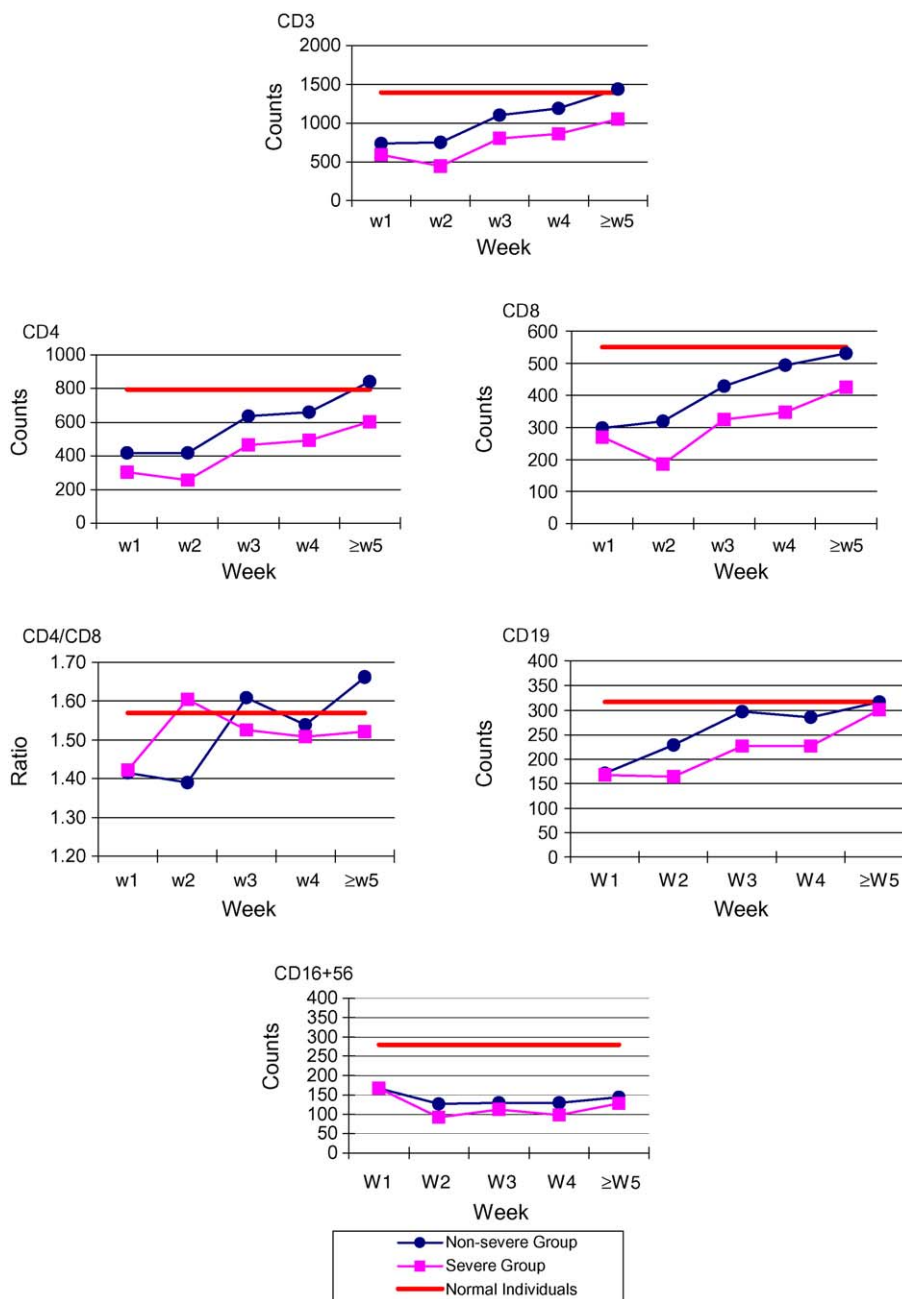 CD3
2000
1500
1000
500
0
Counts
w1 w2 w3 w4 ≥w5
Week
CD4
1000
800
600
400
200
0
Counts
w1 w2 w3 w4 ≥w5
Week
CD8
600
500
400
300
200
100
0
Counts
w1 w2 w3 w4 ≥w5
Week
CD4/CD8
1.70
1.60
1.50
1.40
1.30
1.20
Ratio
w1 w2 w3 w4 ≥w5
Week
CD19
400
350
300
250
200
150
100
50
0
Counts
W1 W2 W3 W4 ≥W5
Week
CD16+56
400
350
300
250
200
150
100
50
0
Counts
W1 W2 W3 W4 ≥W5
Week
Non-severe Group
Severe Group
Normal Individuals